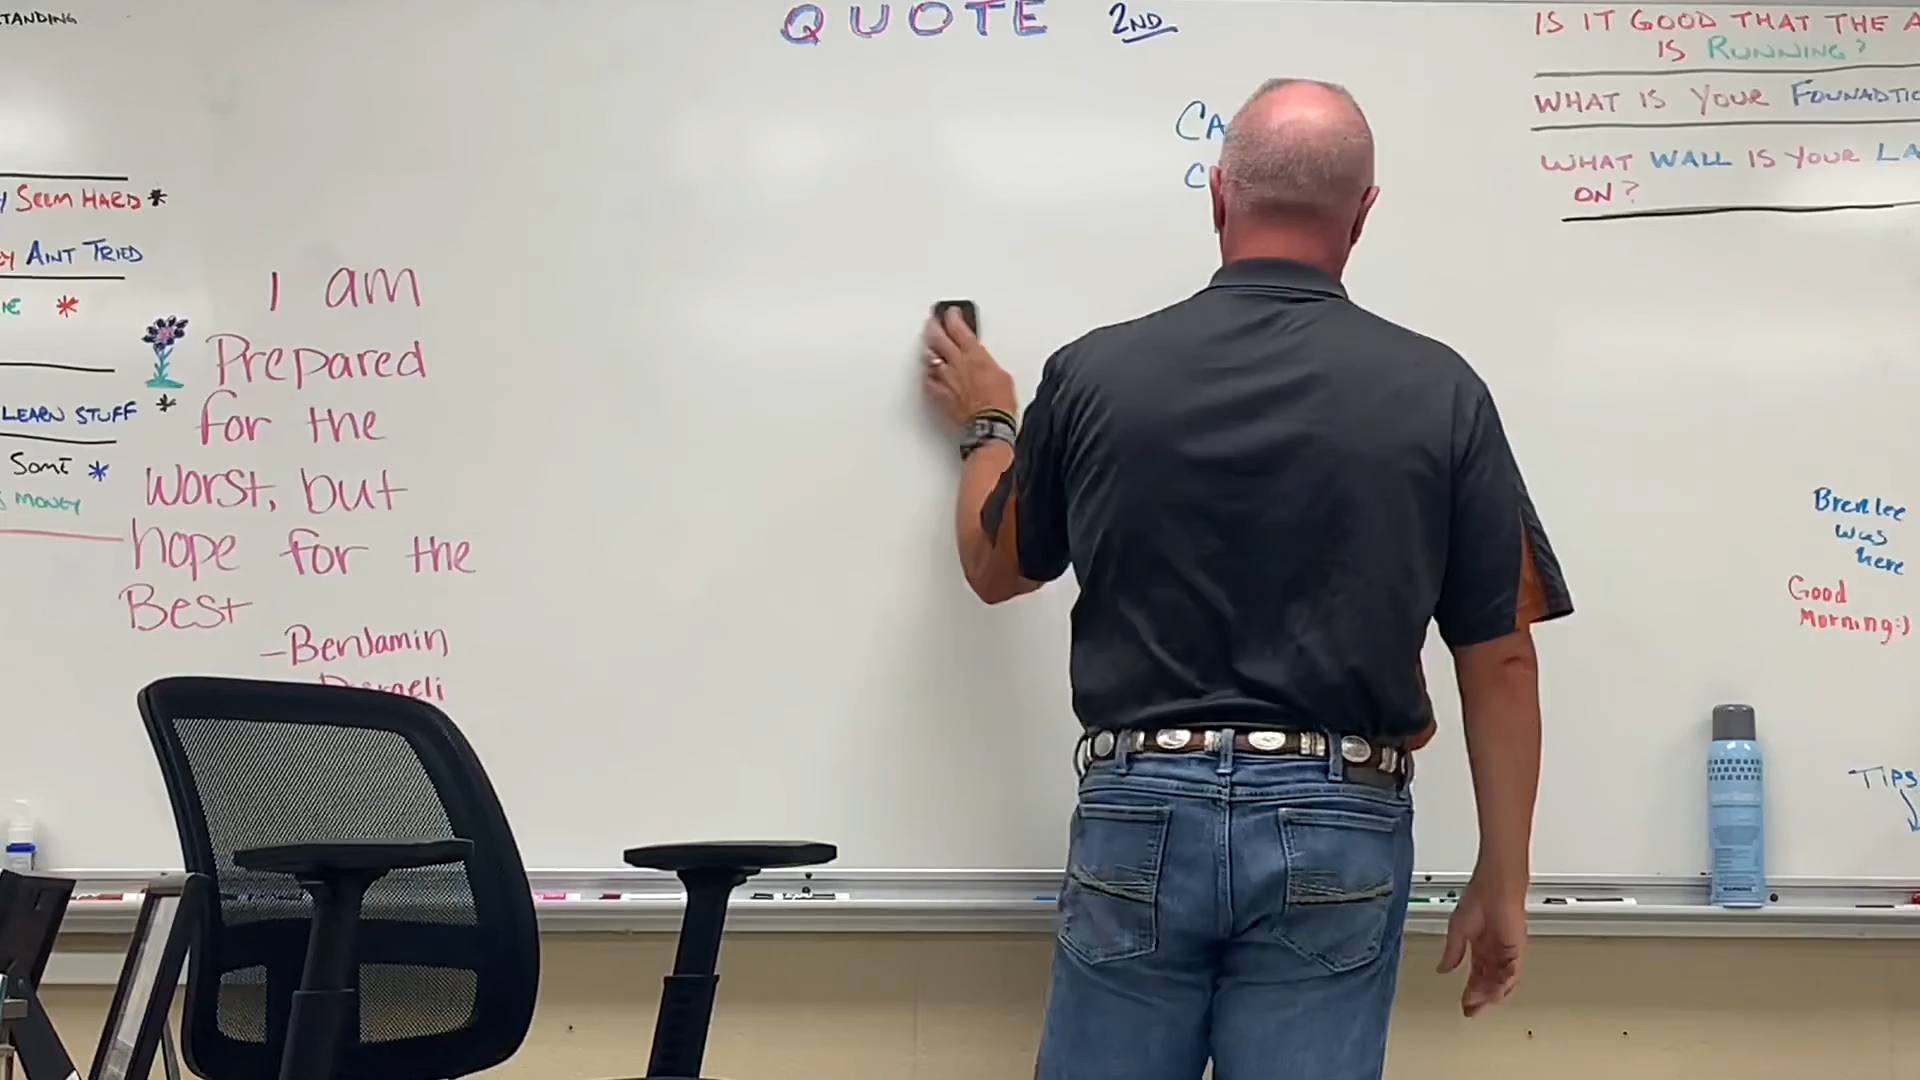 QUOTE 2ND
SEEM HARD *
AINT TRIED
*
LEARN STUFF *
SOME *
MONEY
I am
Prepared
for the
Worst, but
hope for the
Best
-Benjamin
IS IT GOOD THAT THE
IS RUNNING?
WHAT IS YOUR FOUNADTIO
WHAT WALL IS YOUR LA
ON?
Brenlee
was
here
Good
Morning:)
TIPS